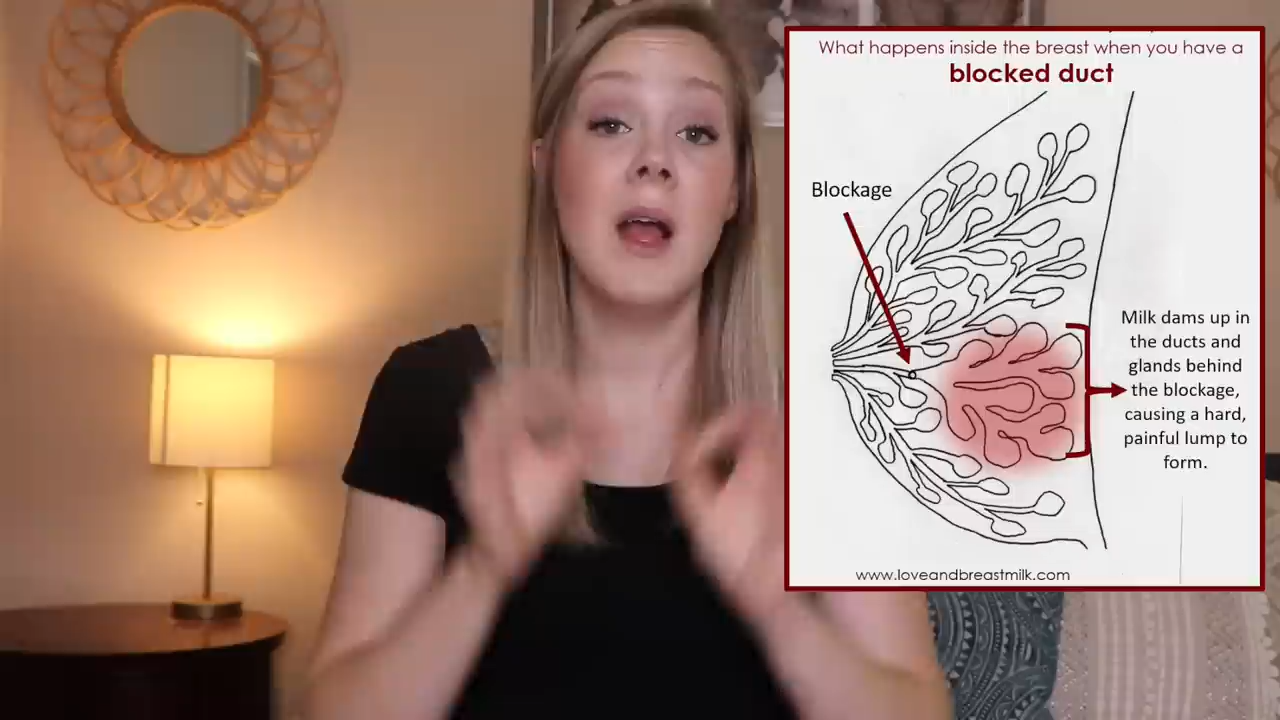 What happens inside the breast when you have a
blocked duct
Blockage
Milk dams up in
the ducts and
glands behind
the blockage,
causing a hard,
painful lump to
form.
www.loveandbreastmilk.com